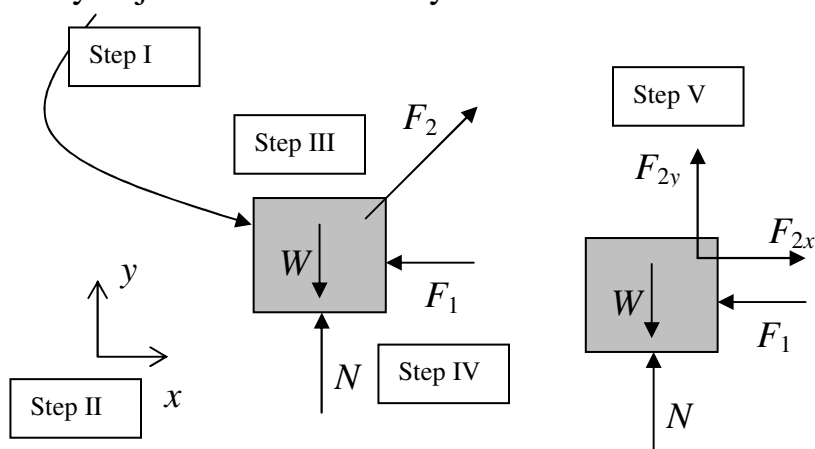 Step I
Step III
F₂
W
F₁
N
Step IV
y
x
Step II
Step V
F₂y
F₂x
W
F₁
N